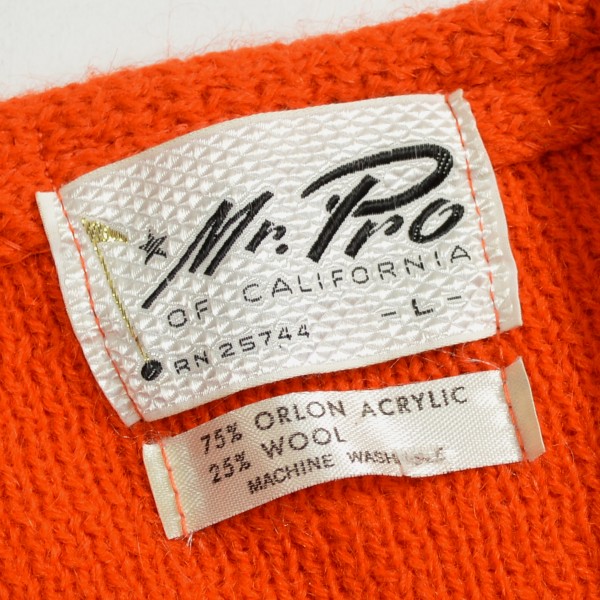 Mr. Pro
OF CALIFORNIA
RN 25744 -L-
75% ORLON ACRYLIC
25% WOOL
MACHINE WASHABLE